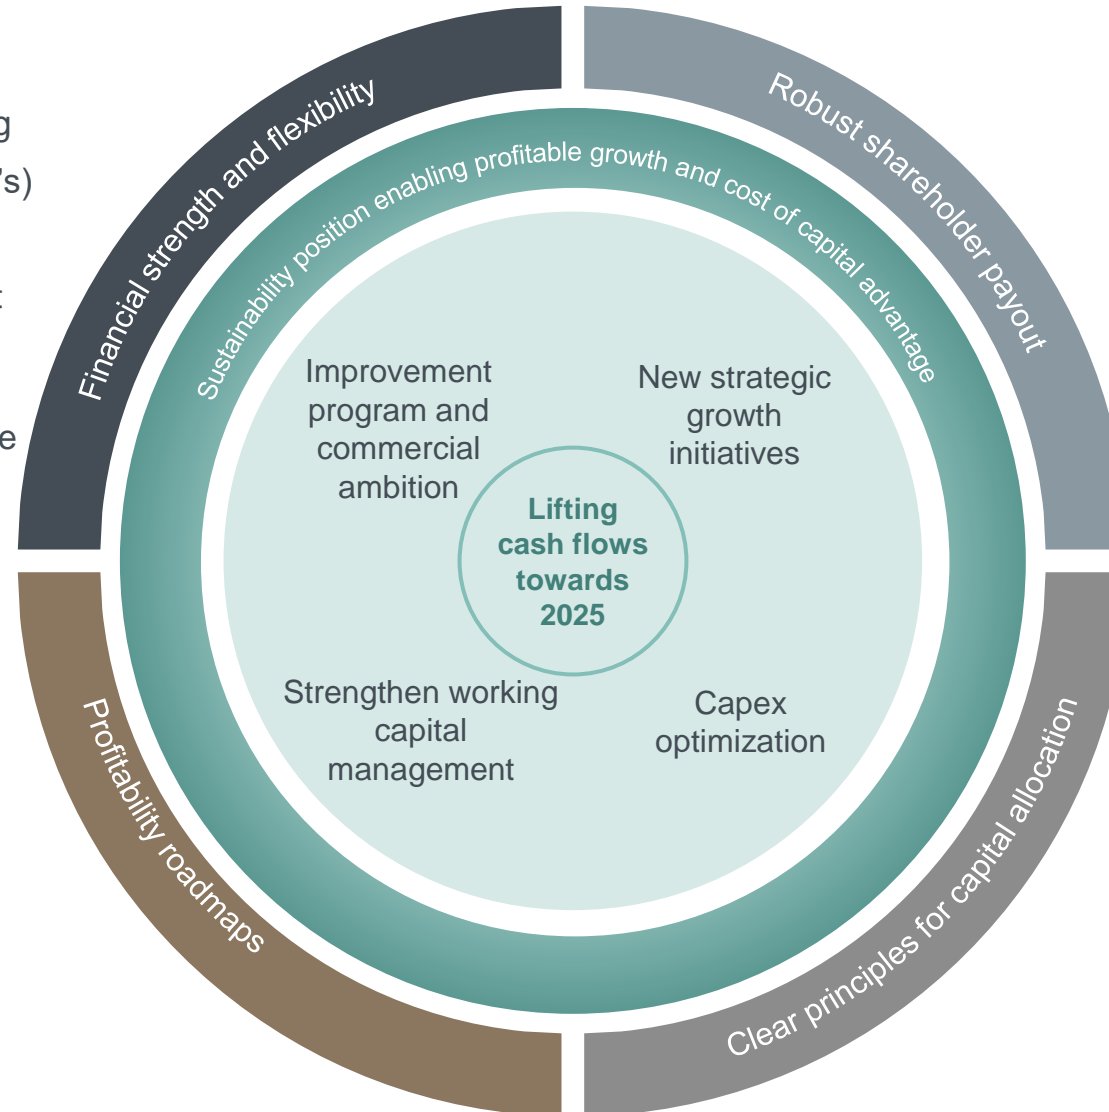 Financial strength and flexibility
Robust shareholder payout
Sustainability position enabling profitable growth and cost of capital advantage
Improvement
program and
commercial
ambition
New strategic
growth
initiatives
Lifting
cash flows
towards
2025
Strengthen working
capital
management
Capex
optimization
Profitability roadmaps
Clear principles for capital allocation